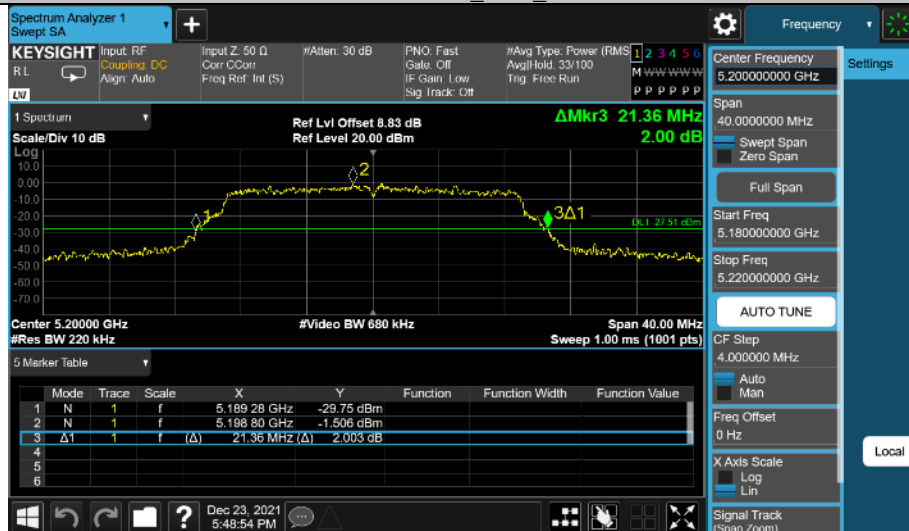 Spectrum Analyzer 1
Swept SA
+
Frequency
KEYSIGHT
Input: RF
Input Z: 50 Ω
#Atten: 30 dB
PNO: Fast
#Avg Type: Power (RMS
1 2 3 4 5 6
R L
Coupling: DC
Corr CCorr
Gate: Off
Avg|Hold: 33/100
M W W W W W
Align: Auto
Freq Ref: Int (S)
IF Gain: Low
Trig: Free Run
Sig Track: Off
P P P P P P
LXI
Center Frequency
5.200000000 GHz
Settings
Span
40.0000000 MHz
Swept Span
Zero Span
Full Span
Start Freq
5.180000000 GHz
Stop Freq
5.220000000 GHz
AUTO TUNE
CF Step
4.000000 MHz
Auto
Man
Freq Offset
0 Hz
X Axis Scale
Log
Lin
Local
Signal Track
(Span Zoom)
1 Spectrum
Ref Lvl Offset 8.83 dB
ΔMkr3 21.36 MHz
Scale/Div 10 dB
Ref Level 20.00 dBm
2.00 dB
Log
10.0
0.00
-10.0
-20.0
-30.0
-40.0
-50.0
-60.0
-70.0
1
2
3Δ1
DL1 -27.51 dBm
Center 5.20000 GHz
#Video BW 680 kHz
Span 40.00 MHz
#Res BW 220 kHz
Sweep 1.00 ms (1001 pts)
5 Marker Table
Mode Trace Scale X Y Function Function Width Function Value
1 N 1 f 5.189 28 GHz -29.75 dBm
2 N 1 f 5.198 80 GHz -1.506 dBm
3 Δ1 1 f (Δ) 21.36 MHz (Δ) 2.003 dB
4
5
6
?
Dec 23, 2021
5:48:54 PM